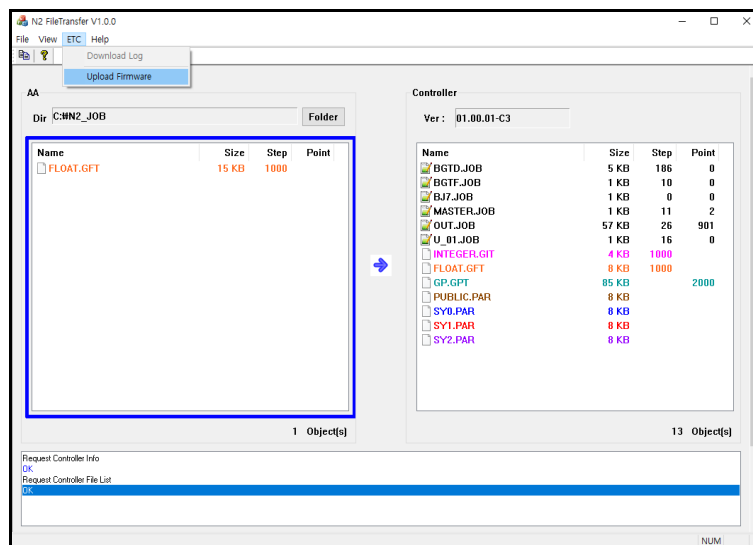 N2 FileTransfer V1.0.0
File View ETC Help
Download Log
Upload Firmware
AA
Dir C:\#N2_JOB Folder
Name Size Step Point
FLOAT.GFT 15 KB 1000
1 Object(s)
Controller
Ver : 01.00.01-C3
Name Size Step Point
BGTD.JOB 5 KB 186 0
BGTF.JOB 1 KB 10 0
BJ7.JOB 1 KB 0 0
MASTER.JOB 1 KB 11 2
OUT.JOB 57 KB 26 901
U_01.JOB 1 KB 16 0
INTEGER.GIT 4 KB 1000
FLOAT.GFT 8 KB 1000
GP.GPT 85 KB 2000
PUBLIC.PAR 8 KB
SY0.PAR 8 KB
SY1.PAR 8 KB
SY2.PAR 8 KB
13 Object(s)
Request Controller Info
OK
Request Controller File List
OK
NUM